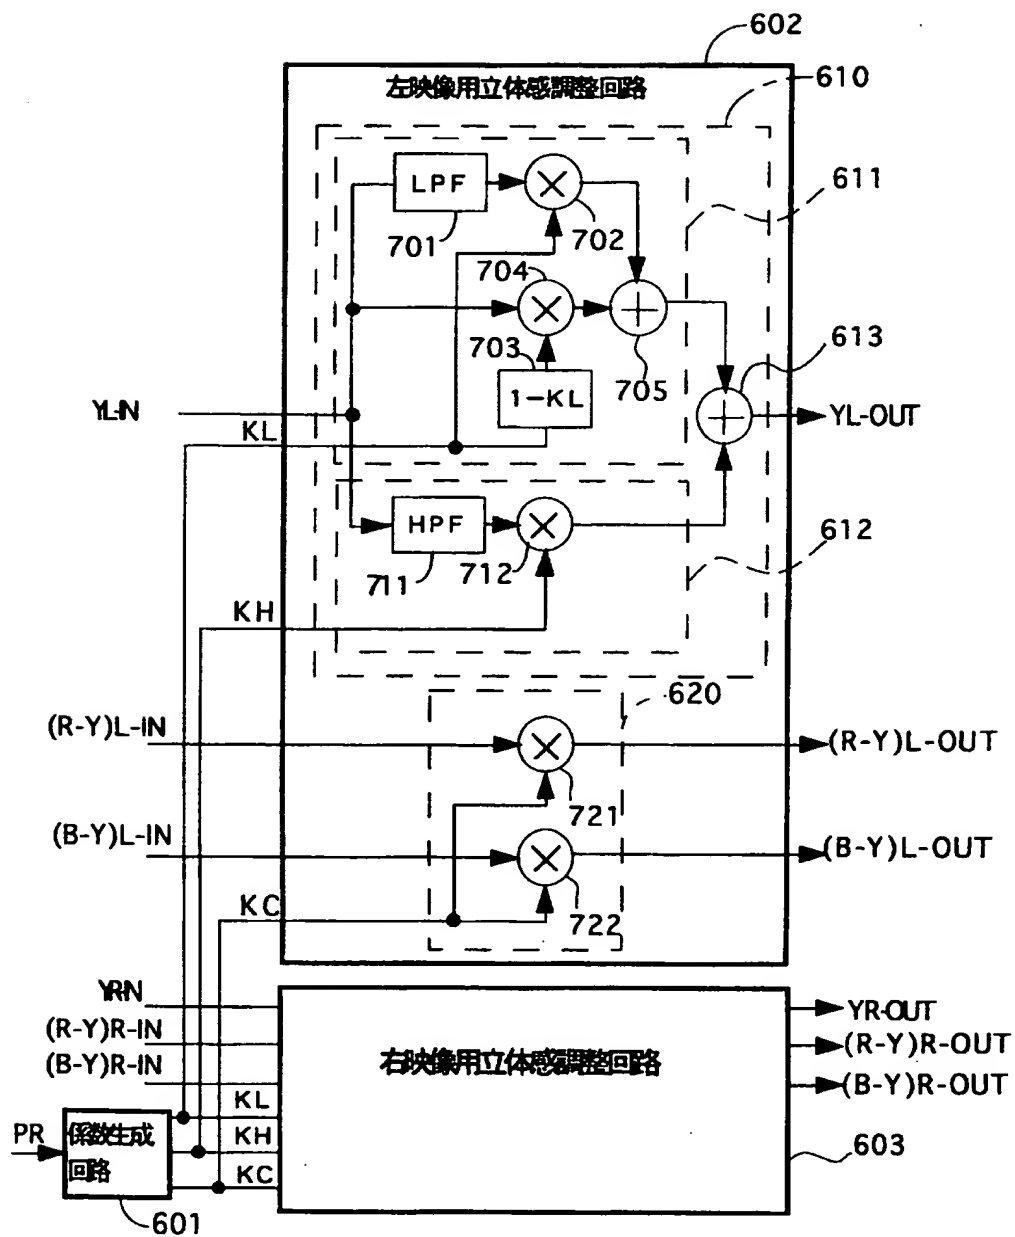 602
左映像用立体感調整回路
610
LPF
611
701
702
704
703
705
613
1-KL
YL-IN
YL-OUT
KL
HPF
612
711
712
KH
620
(R-Y)L-IN
(R-Y)L-OUT
721
(B-Y)L-IN
(B-Y)L-OUT
KC
722
YR-IN
YR-OUT
(R-Y)R-IN
(R-Y)R-OUT
右映像用立体感調整回路
(B-Y)R-IN
(B-Y)R-OUT
KL
PR
係数生成
回路
KH
KC
603
601